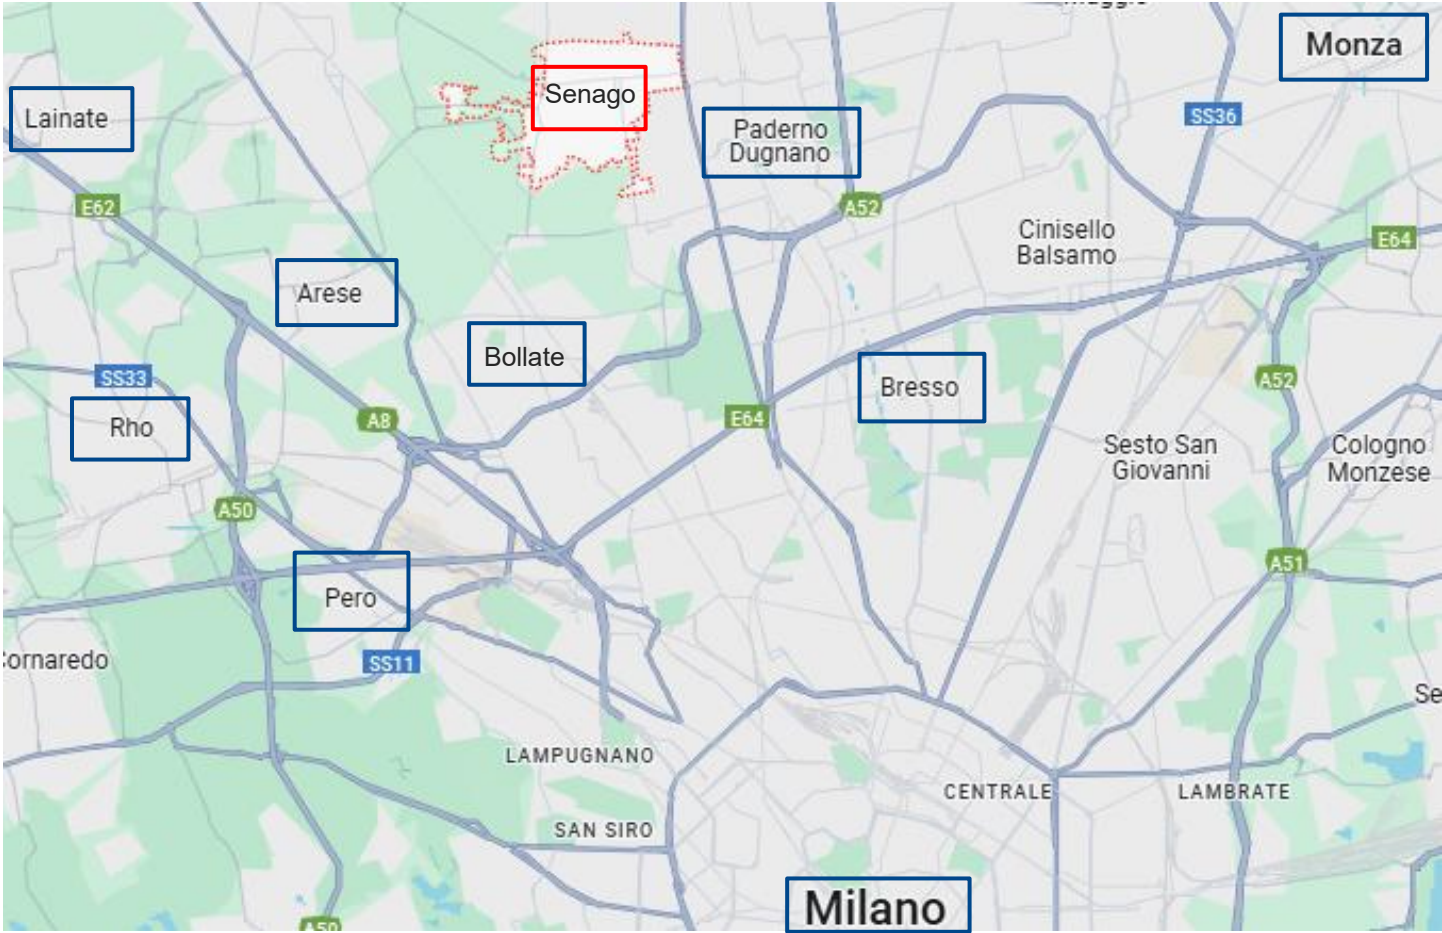 Monza
Senago
Lainate
SS36
Paderno
Dugnano
E62
A52
Cinisello
Balsamo
E64
Arese
Bollate
SS33
A52
Bresso
A8
E64
Rho
Sesto San
Giovanni
Cologno
Monzese
A50
A51
Pero
ornaredo
SS11
Se
LAMPUGNANO
CENTRALE
LAMBRATE
SAN SIRO
Milano
A50